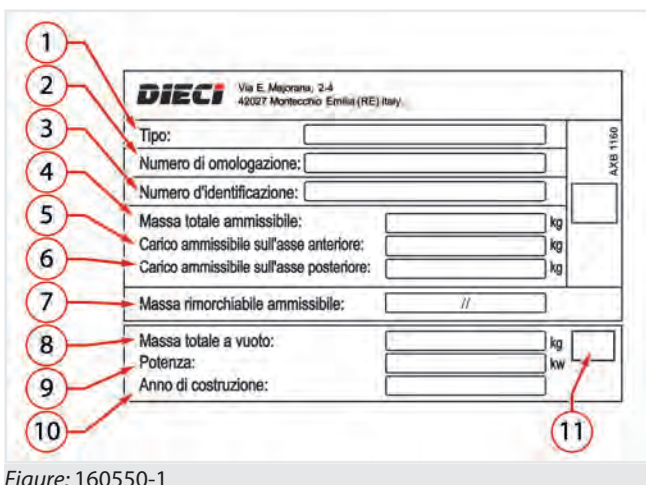 1
2
3
4
5
6
7
8
9
10
11
DIECI
Via E. Majorana, 2-4
42027 Montecchio Emilia (RE) Italy.
AXB 1160
Tipo:
Numero di omologazione:
Numero d'identificazione:
Massa totale ammissibile: kg
Carico ammissibile sull'asse anteriore: kg
Carico ammissibile sull'asse posteriore: kg
Massa rimorchiabile ammissibile: //
Massa totale a vuoto: kg
Potenza: kw
Anno di costruzione:
Figure: 160550-1